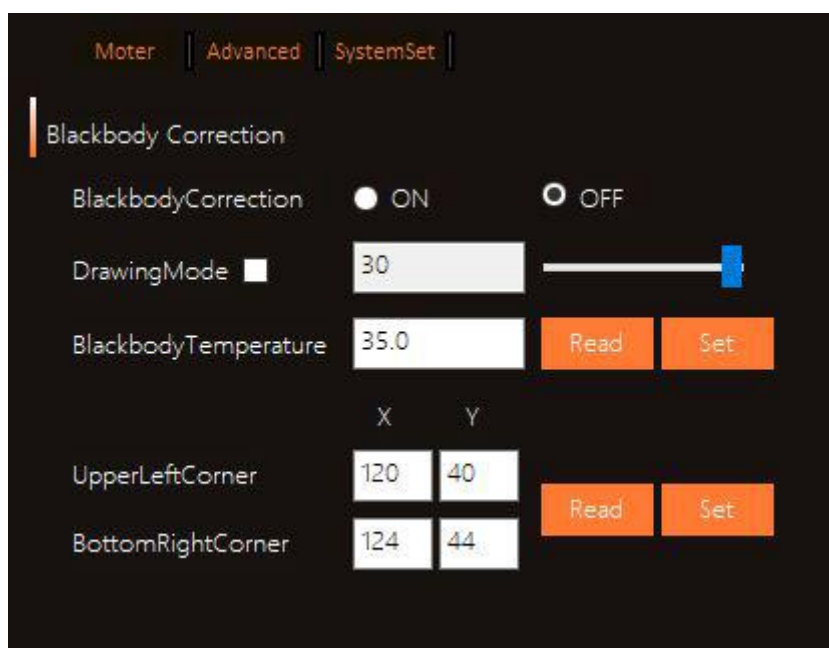 Moter Advanced SystemSet
Blackbody Correction
BlackbodyCorrection ON OFF
DrawingMode 30
BlackbodyTemperature 35.0 Read Set
X Y
UpperLeftCorner 120 40
Read Set
BottomRightCorner 124 44